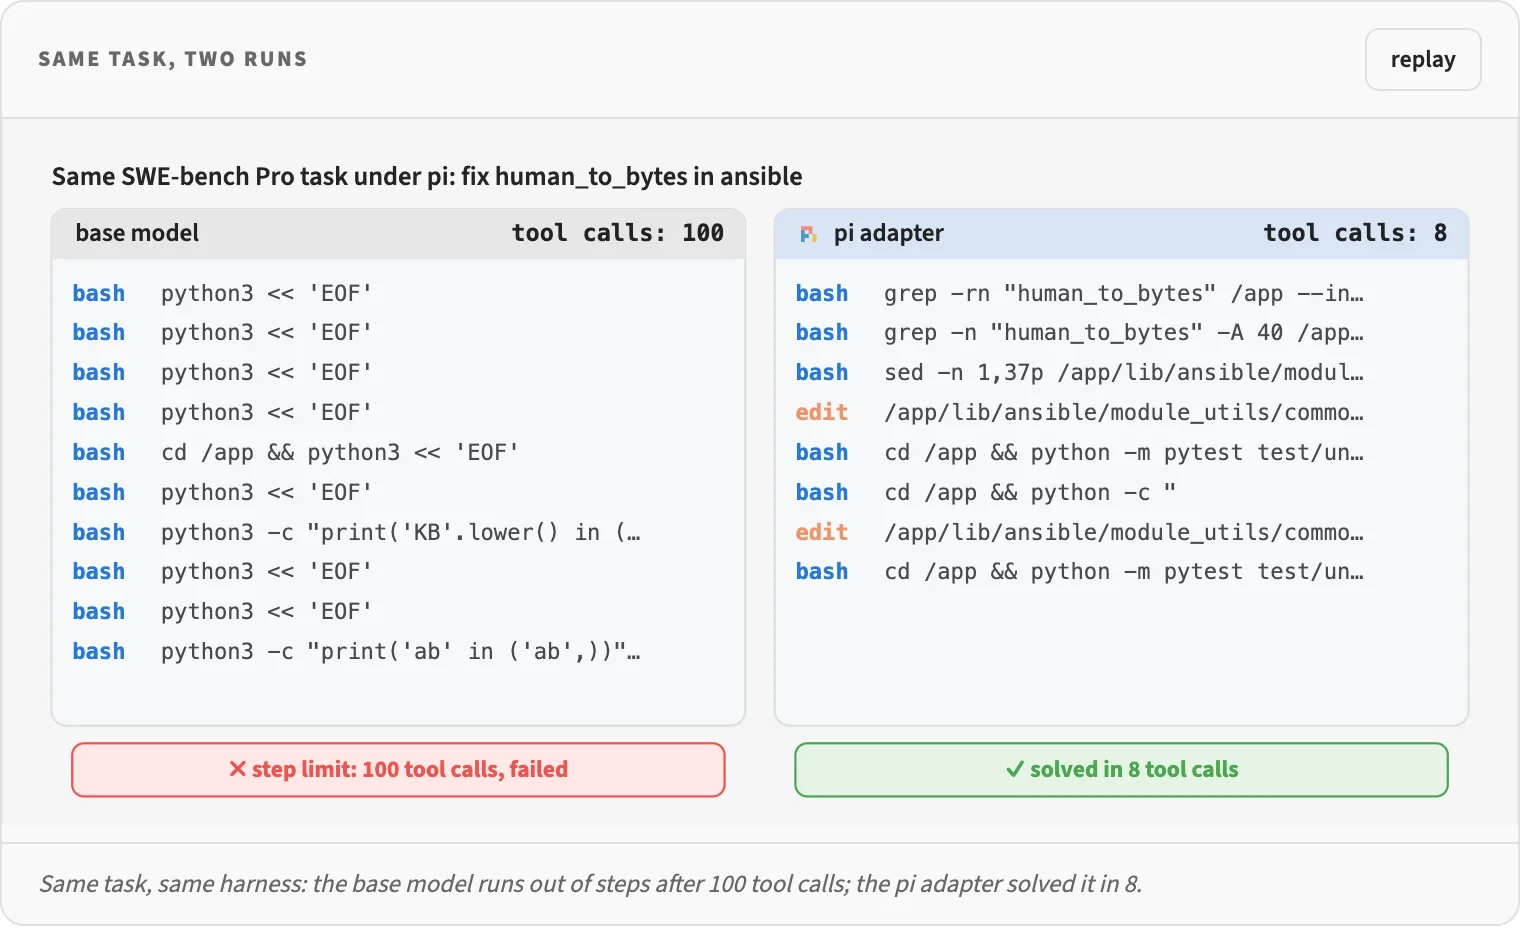 SAME TASK, TWO RUNS
replay
Same SWE-bench Pro task under pi: fix human_to_bytes in ansible
base model
tool calls: 100
bash python3 << 'EOF'
bash python3 << 'EOF'
bash python3 << 'EOF'
bash python3 << 'EOF'
bash cd /app && python3 << 'EOF'
bash python3 << 'EOF'
bash python3 -c "print('KB'.lower() in (…
bash python3 << 'EOF'
bash python3 << 'EOF'
bash python3 -c "print('ab' in ('ab',))"…
✕ step limit: 100 tool calls, failed
pi adapter
tool calls: 8
bash grep -rn "human_to_bytes" /app --in…
bash grep -n "human_to_bytes" -A 40 /app…
bash sed -n 1,37p /app/lib/ansible/modul…
edit /app/lib/ansible/module_utils/commo…
bash cd /app && python -m pytest test/un…
bash cd /app && python -c "
edit /app/lib/ansible/module_utils/commo…
bash cd /app && python -m pytest test/un…
✓ solved in 8 tool calls
Same task, same harness: the base model runs out of steps after 100 tool calls; the pi adapter solved it in 8.